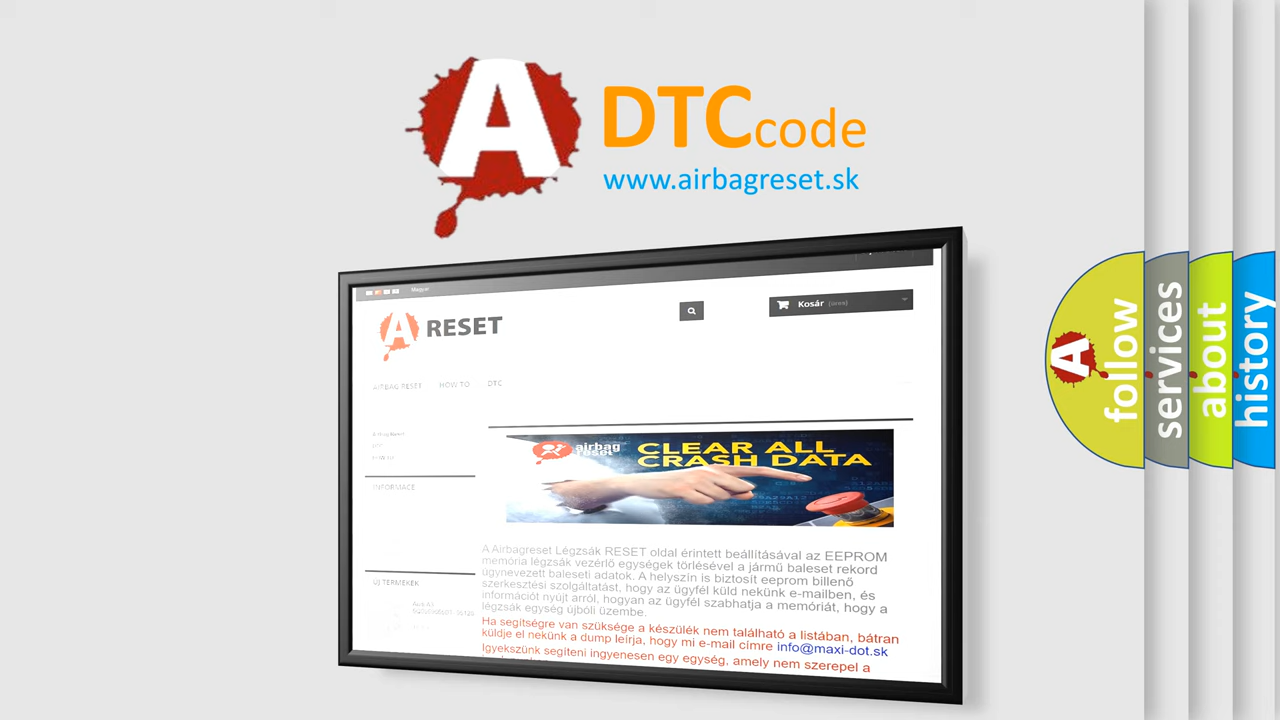 A DTCcode
www.airbagreset.sk
Magyar
Kosár (üres)
A RESET
AIRBAG RESET HOW TO DTC
INFORMACE
ÚJ TERMÉKEK
airbag
reset
CLEAR ALL
CRASH DATA
A Airbagreset Légzsák RESET oldal érintett beállításával az EEPROM
memória légzsák vezérlő egységek törlésével a jármű baleset rekord
úgynevezett baleseti adatok. A helyszín is biztosít eeprom billenő
szerkesztési szolgáltatást, hogy az ügyfél küld nekünk e-mailben, és
információt nyújt arról, hogyan az ügyfél szabhatja a memóriát, hogy a
légzsák egység újbóli üzembe.
Ha segítségre van szüksége a készülék nem található a listában, bátran
küldje el nekünk a dump leírja, hogy mi e-mail címre info@maxi-dot.sk
Igyekszünk segíteni ingyenesen egy egység, amely nem szerepel a
A
follow
services
about
history